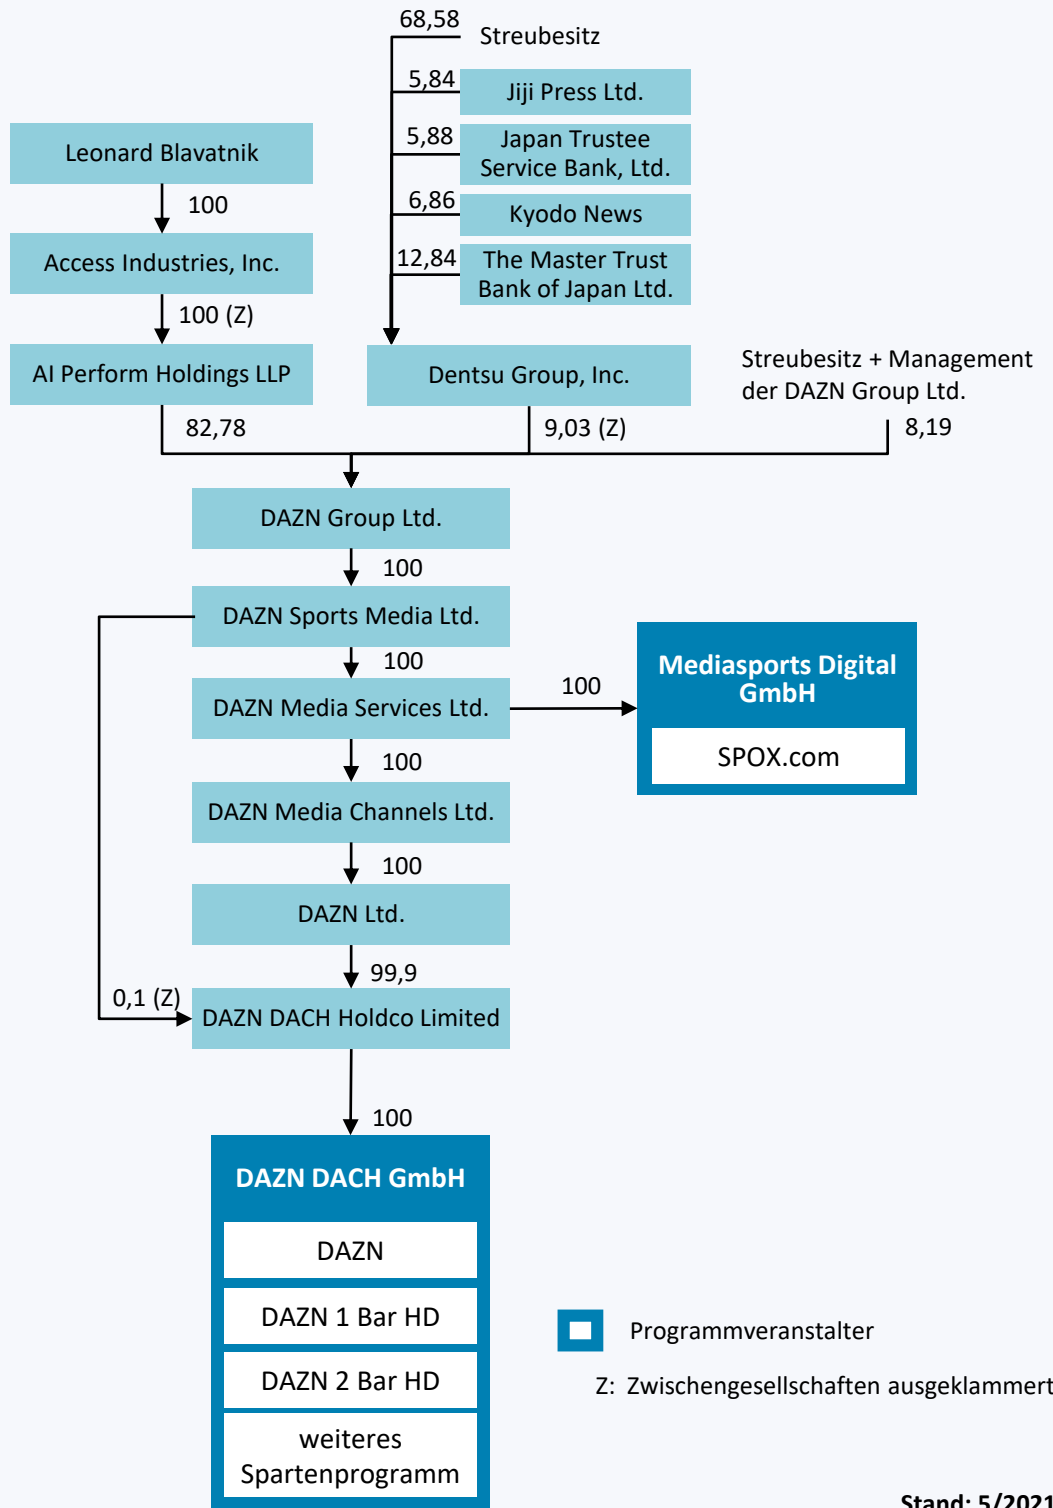 68,58
Streubesitz
5,84
Jiji Press Ltd.
5,88
Japan Trustee
Service Bank, Ltd.
6,86
Kyodo News
12,84
The Master Trust
Bank of Japan Ltd.
Leonard Blavatnik
100
Access Industries, Inc.
100 (Z)
AI Perform Holdings LLP
Dentsu Group, Inc.
Streubesitz + Management
der DAZN Group Ltd.
82,78
9,03 (Z)
8,19
DAZN Group Ltd.
100
DAZN Sports Media Ltd.
100
DAZN Media Services Ltd.
100
Mediasports Digital
GmbH
SPOX.com
100
DAZN Media Channels Ltd.
100
DAZN Ltd.
99,9
0,1 (Z)
DAZN DACH Holdco Limited
100
DAZN DACH GmbH
DAZN
DAZN 1 Bar HD
DAZN 2 Bar HD
weiteres
Spartenprogramm
Programmveranstalter
Z: Zwischengesellschaften ausgeklammert
Stand: 5/2021